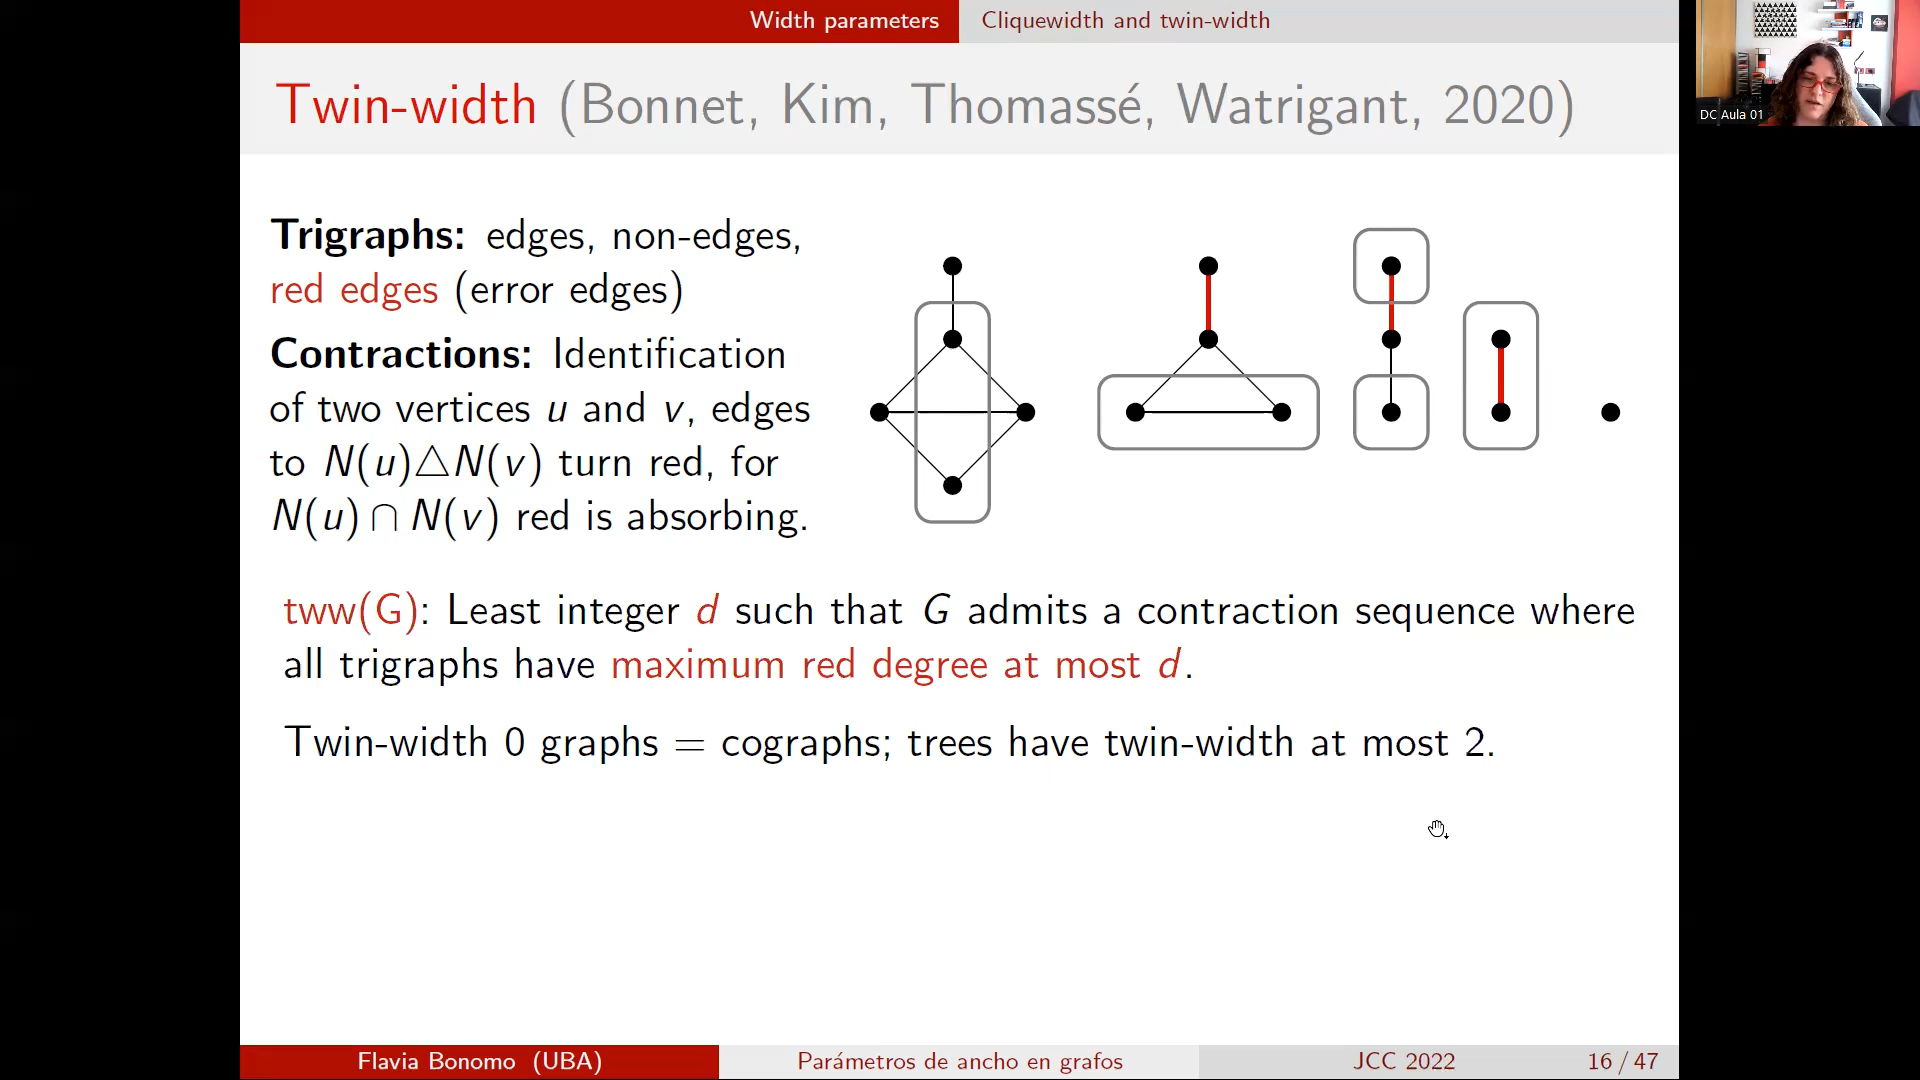 Width parameters Cliquewidth and twin-width
Twin-width (Bonnet, Kim, Thomassé, Watrigant, 2020)
DC Aula 01
Trigraphs: edges, non-edges,
red edges (error edges)
Contractions: Identification
of two vertices u and v, edges
to N(u)△N(v) turn red, for
N(u) ∩ N(v) red is absorbing.
tww(G): Least integer d such that G admits a contraction sequence where
all trigraphs have maximum red degree at most d.
Twin-width 0 graphs = cographs; trees have twin-width at most 2.
Flavia Bonomo (UBA) Parámetros de ancho en grafos JCC 2022 16 / 47